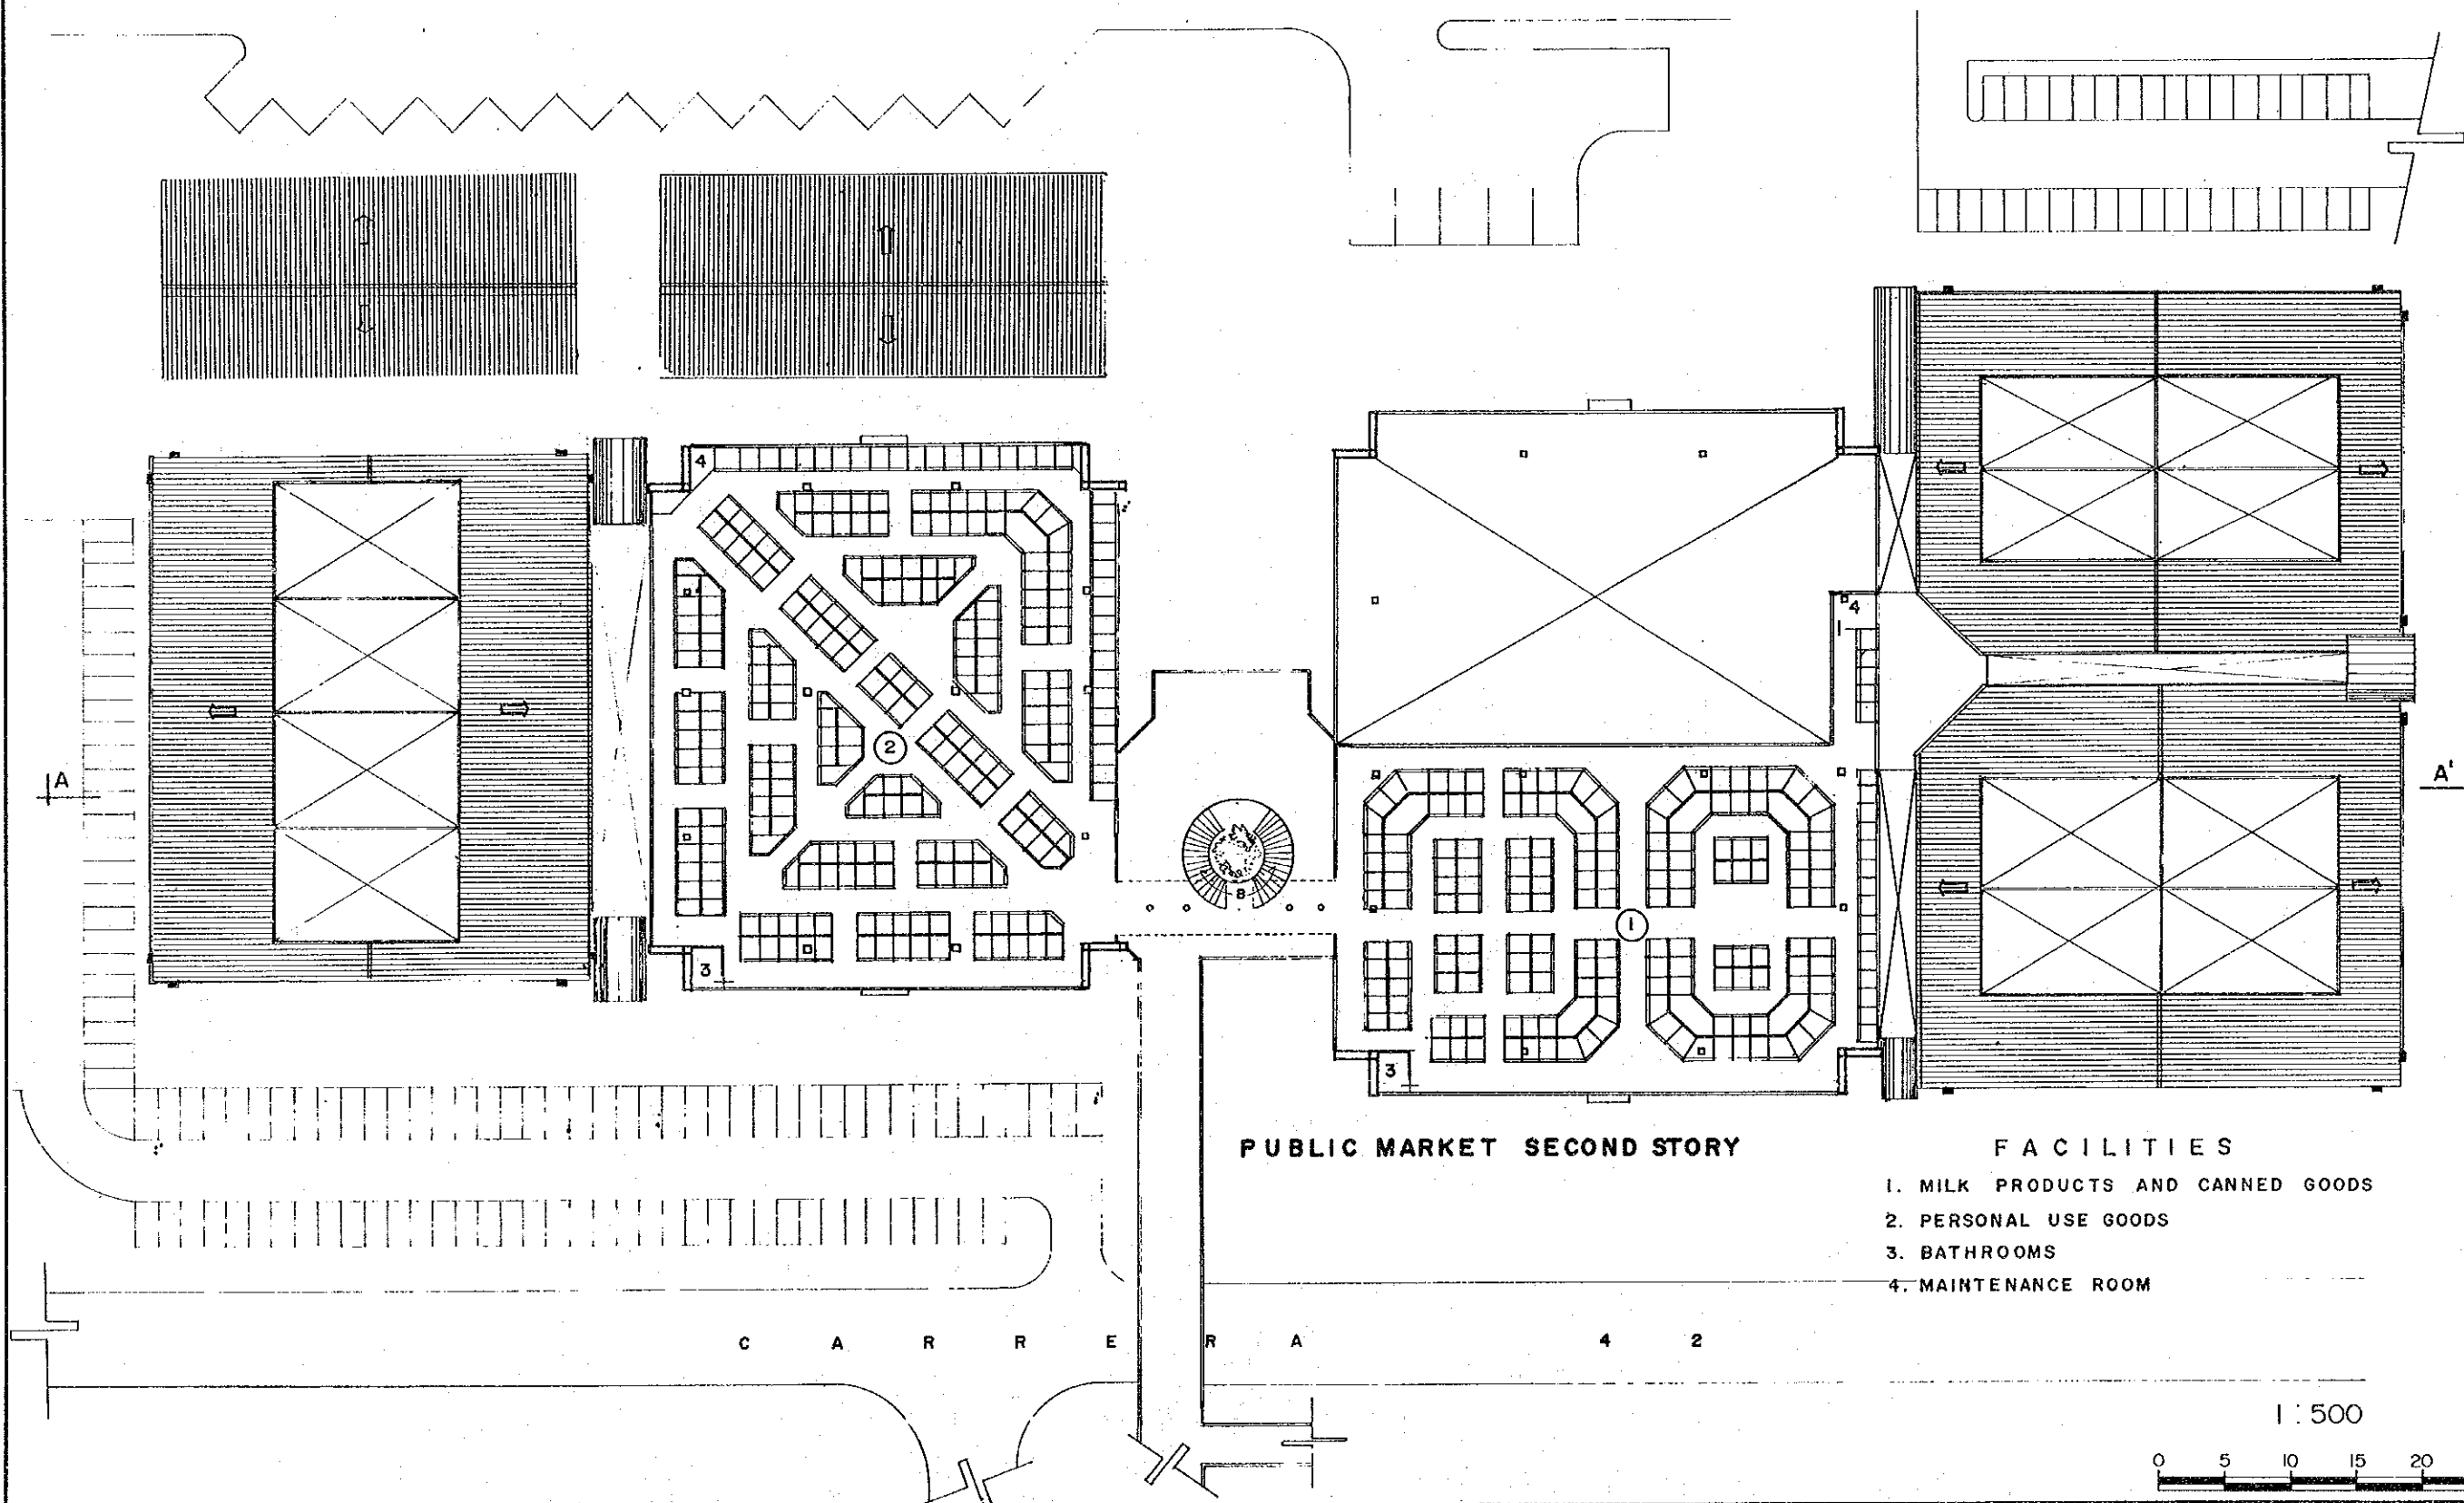 4
4
2
A
A'
B
1
3
3
PUBLIC MARKET SECOND STORY
FACILITIES
1. MILK PRODUCTS AND CANNED GOODS
2. PERSONAL USE GOODS
3. BATHROOMS
4. MAINTENANCE ROOM
CARRERA 42
1:500
0 5 10 15 20